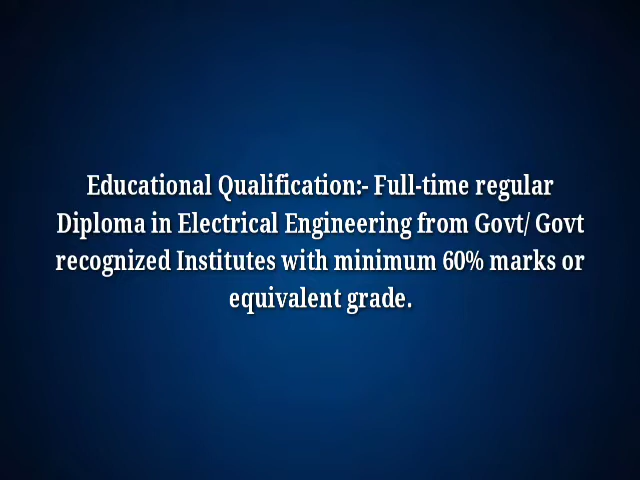 Educational Qualification:- Full-time regular
Diploma in Electrical Engineering from Govt/ Govt
recognized Institutes with minimum 60% marks or
equivalent grade.